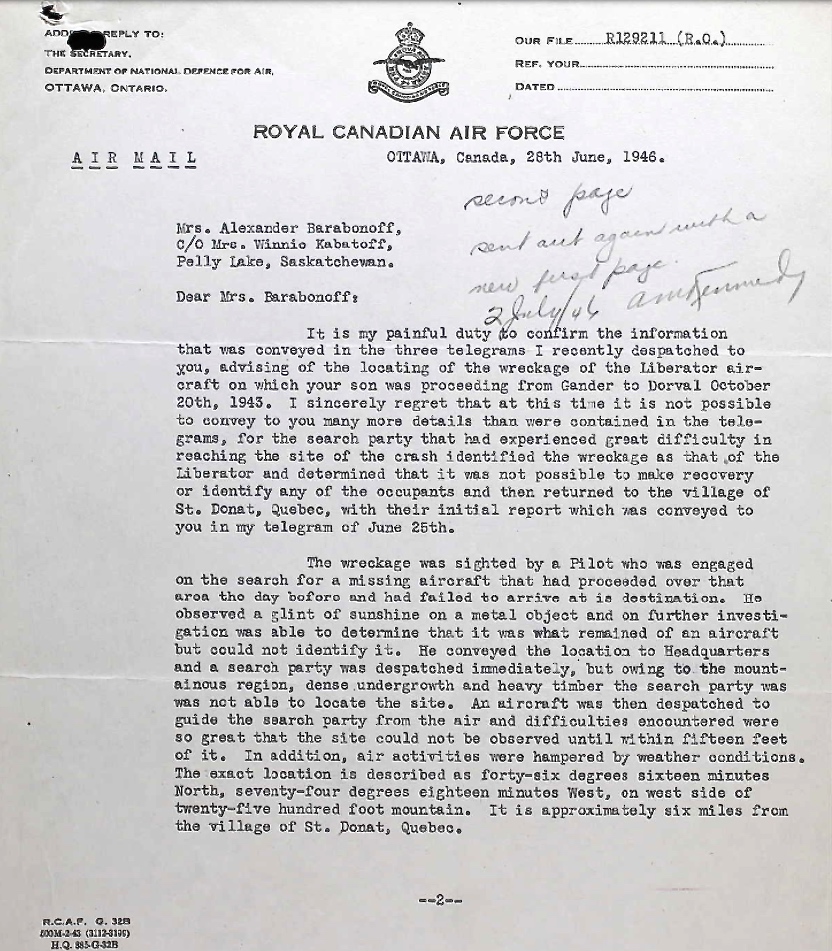 ADD REPLY TO:
THE SECRETARY,
DEPARTMENT OF NATIONAL DEFENCE FOR AIR,
OTTAWA, ONTARIO.
OUR FILE R129211 (R.O.)
REF. YOUR
DATED
ROYAL CANADIAN AIR FORCE
AIR MAIL
OTTAWA, Canada, 28th June, 1946.
second page
sent out again with a
new first page.
2 July/46 AMKennedy
Mrs. Alexander Barabonoff,
C/O Mrs. Winnio Kabatoff,
Pelly Lake, Saskatchewan.
Dear Mrs. Barabonoff:
It is my painful duty to confirm the information
that was conveyed in the three telegrams I recently despatched to
you, advising of the locating of the wreckage of the Liberator air-
craft on which your son was proceeding from Gander to Dorval October
20th, 1943. I sincerely regret that at this time it is not possible
to convey to you many more details than were contained in the tele-
grams, for the search party that had experienced great difficulty in
reaching the site of the crash identified the wreckage as that of the
Liberator and determined that it was not possible to make recovery
or identify any of the occupants and then returned to the village of
St. Donat, Quebec, with their initial report which was conveyed to
you in my telegram of June 25th.
The wreckage was sighted by a Pilot who was engaged
on the search for a missing aircraft that had proceeded over that
area the day before and had failed to arrive at is destination. He
observed a glint of sunshine on a metal object and on further investi-
gation was able to determine that it was what remained of an aircraft
but could not identify it. He conveyed the location to Headquarters
and a search party was despatched immediately, but owing to the mount-
ainous region, dense undergrowth and heavy timber the search party was
was not able to locate the site. An aircraft was then despatched to
guide the search party from the air and difficulties encountered were
so great that the site could not be observed until within fifteen feet
of it. In addition, air activities were hampered by weather conditions.
The exact location is described as forty-six degrees sixteen minutes
North, seventy-four degrees eighteen minutes West, on west side of
twenty-five hundred foot mountain. It is approximately six miles from
the village of St. Donat, Quebec.
--2--
R.C.A.F. G. 32B
500M-2-43 (3112-3199)
H.Q. 885-G-32B